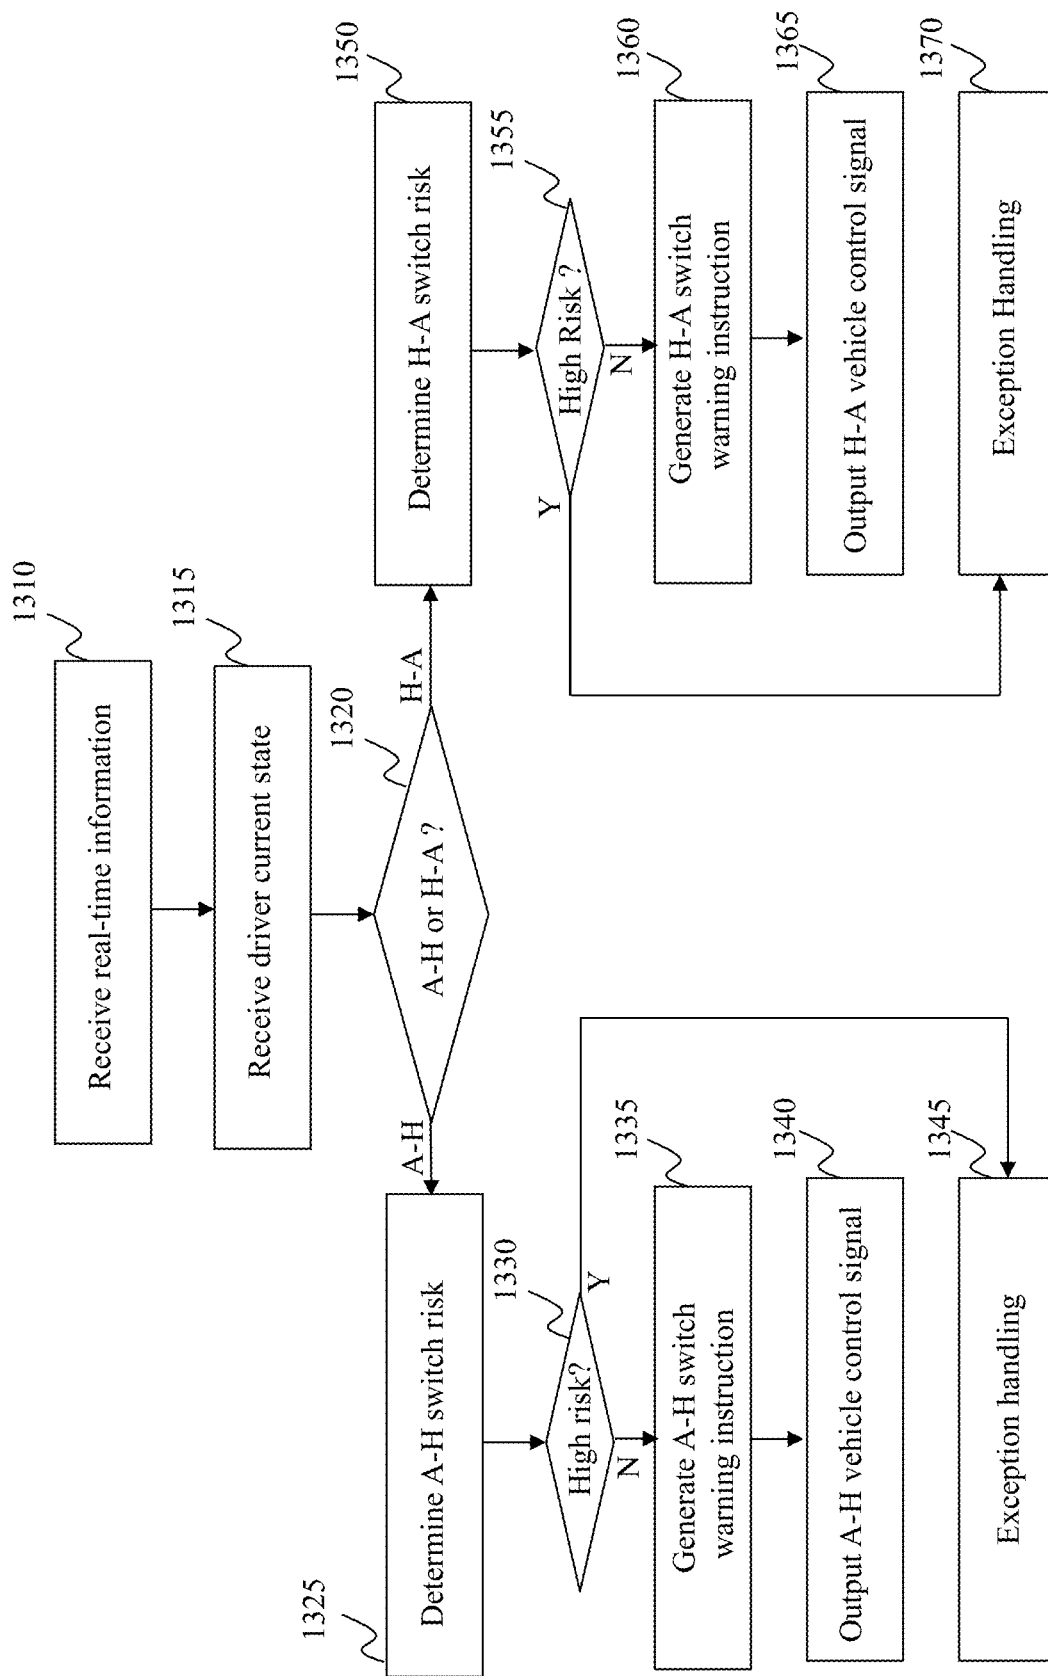 1310
Receive real-time information
1315
Receive driver current state
1320
A-H or H-A ?
A-H
H-A
1325
Determine A-H switch risk
1330
High risk?
Y
N
1335
Generate A-H switch
warning instruction
1340
Output A-H vehicle control signal
1345
Exception handling
1350
Determine H-A switch risk
1355
High Risk ?
Y
N
1360
Generate H-A switch
warning instruction
1365
Output H-A vehicle control signal
1370
Exception Handling